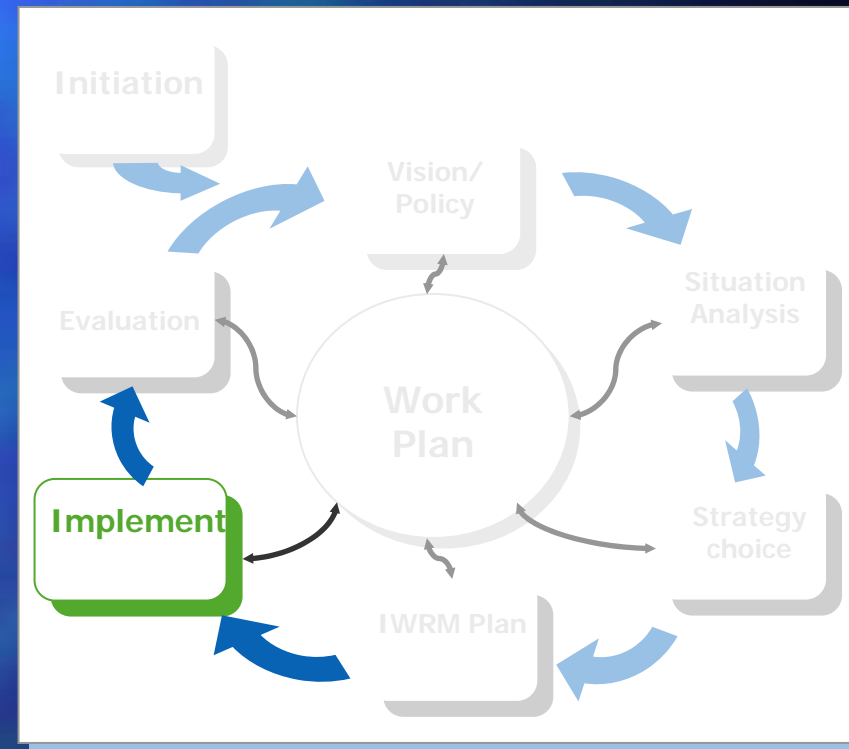 Initiation
Vision/
Policy
Situation
Analysis
Evaluation
Work
Plan
Implement
Strategy
choice
IWRM Plan